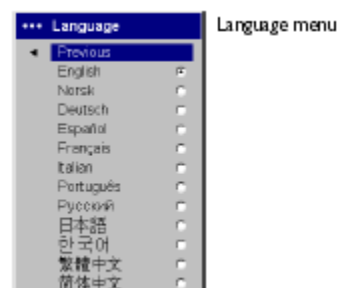 ••• Language
Language menu
Previous
English
Norsk
Deutsch
Español
Français
Italian
Português
Русский
日本語
한국어
繁體中文
简体中文